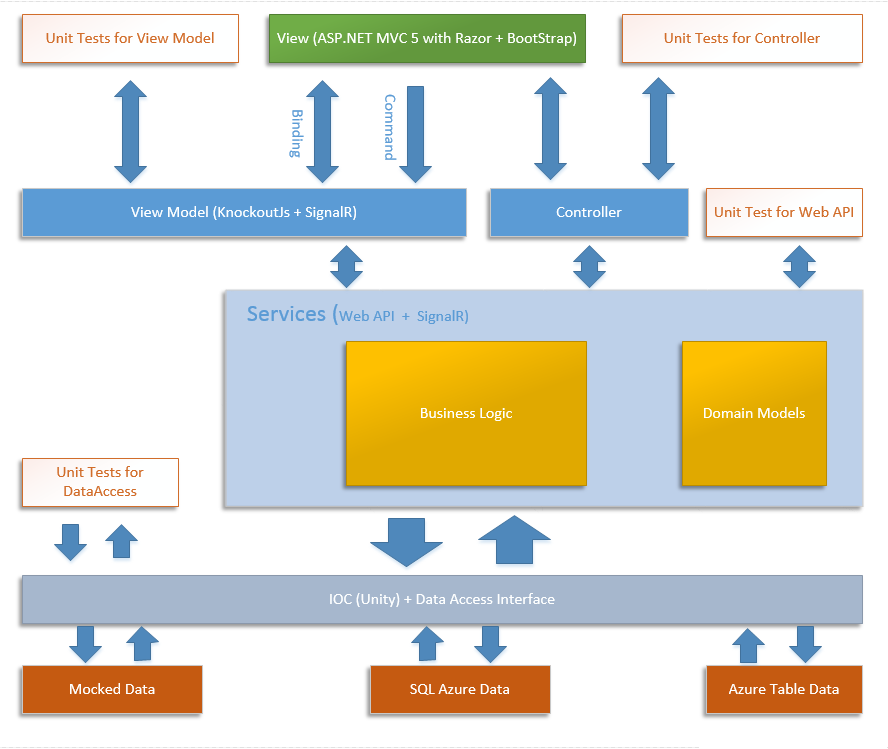 Unit Tests for View Model
View (ASP.NET MVC 5 with Razor + BootStrap)
Unit Tests for Controller
Binding
Command
View Model (KnockoutJs + SignalR)
Controller
Unit Test for Web API
Services (Web API + SignalR)
Business Logic
Domain Models
Unit Tests for
DataAccess
IOC (Unity) + Data Access Interface
Mocked Data
SQL Azure Data
Azure Table Data